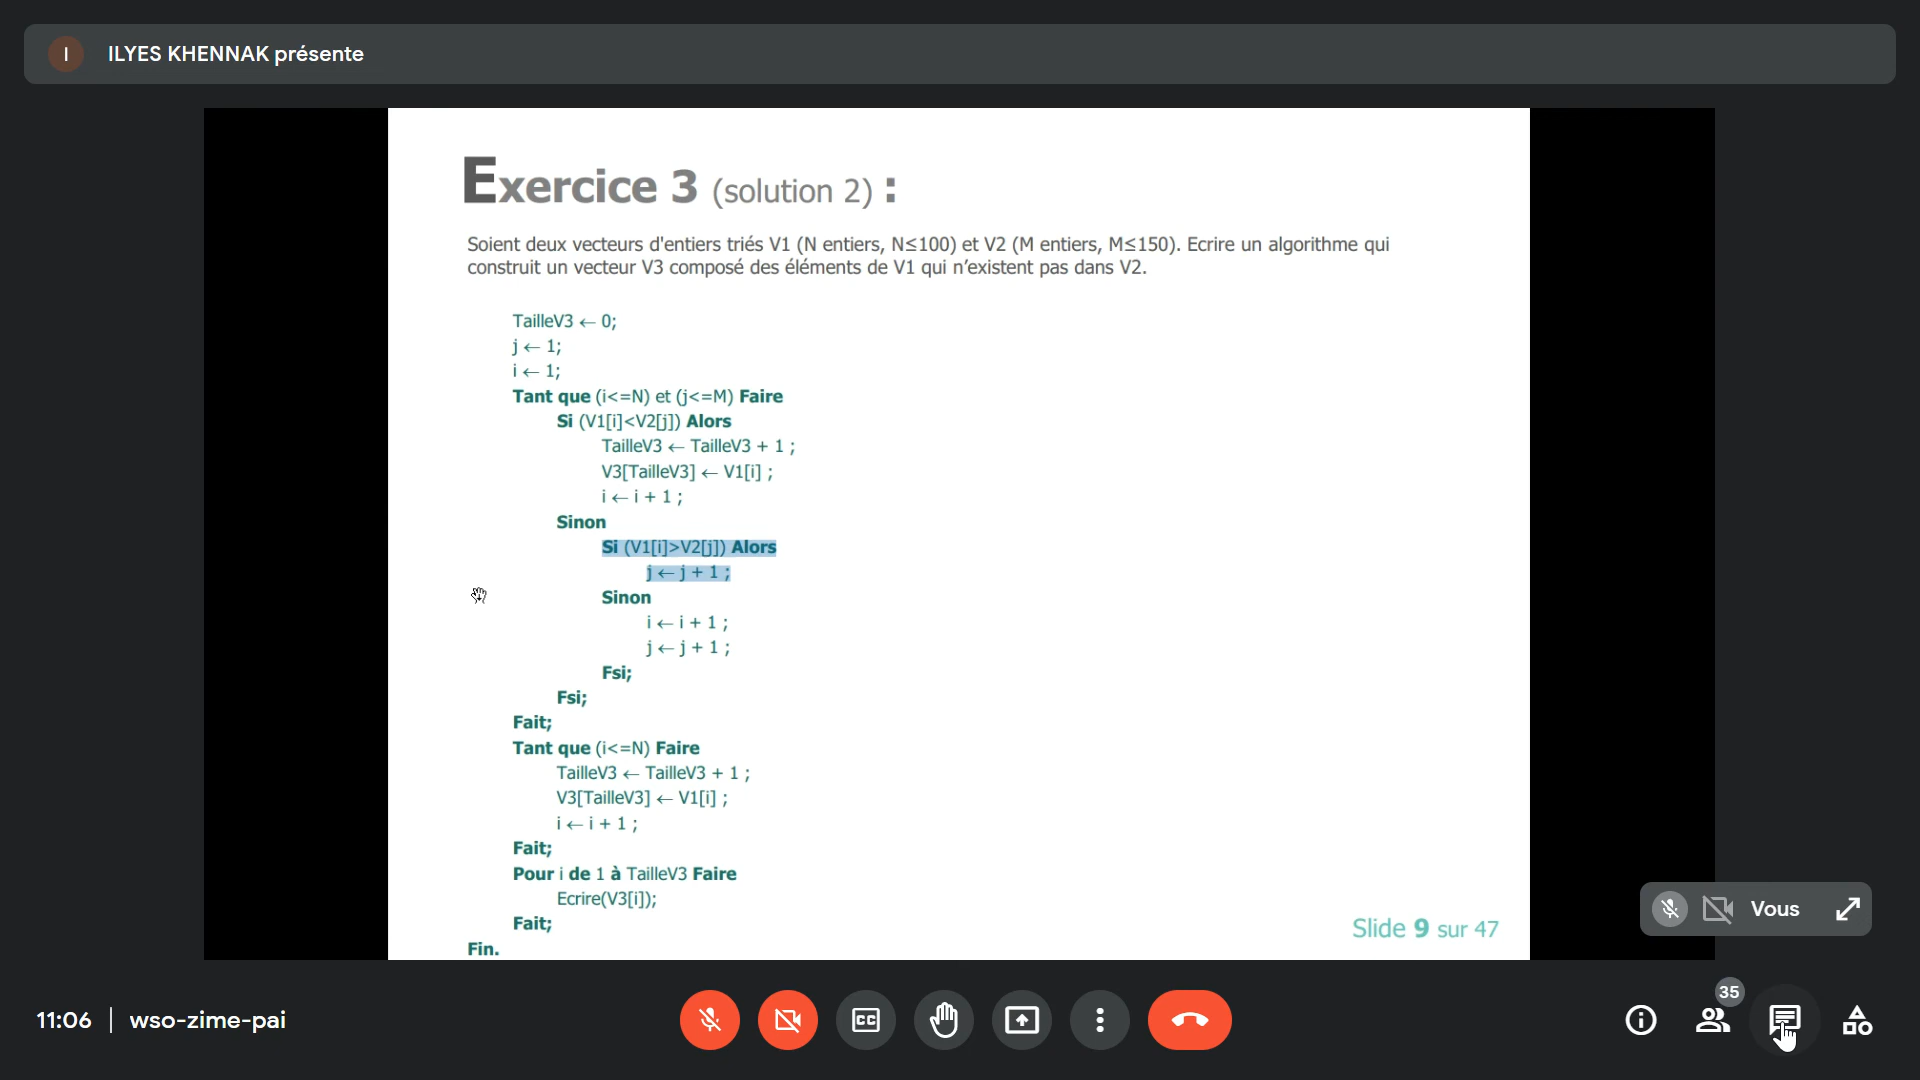 I ILYES KHENNAK présente
Exercice 3 (solution 2) :
Soient deux vecteurs d'entiers triés V1 (N entiers, N≤100) et V2 (M entiers, M≤150). Ecrire un algorithme qui
construit un vecteur V3 composé des éléments de V1 qui n'existent pas dans V2.
TailleV3 ← 0;
j ← 1;
i ← 1;
Tant que (i<=N) et (j<=M) Faire
Si (V1[i]<V2[j]) Alors
TailleV3 ← TailleV3 + 1 ;
V3[TailleV3] ← V1[i] ;
i ← i + 1 ;
Sinon
Si (V1[i]>V2[j]) Alors
j ← j + 1 ;
Sinon
i ← i + 1 ;
j ← j + 1 ;
Fsi;
Fsi;
Fait;
Tant que (i<=N) Faire
TailleV3 ← TailleV3 + 1 ;
V3[TailleV3] ← V1[i] ;
i ← i + 1 ;
Fait;
Pour i de 1 à TailleV3 Faire
Ecrire(V3[i]);
Fait;
Fin.
Slide 9 sur 47
Vous
11:06 | wso-zime-pai
CC
35